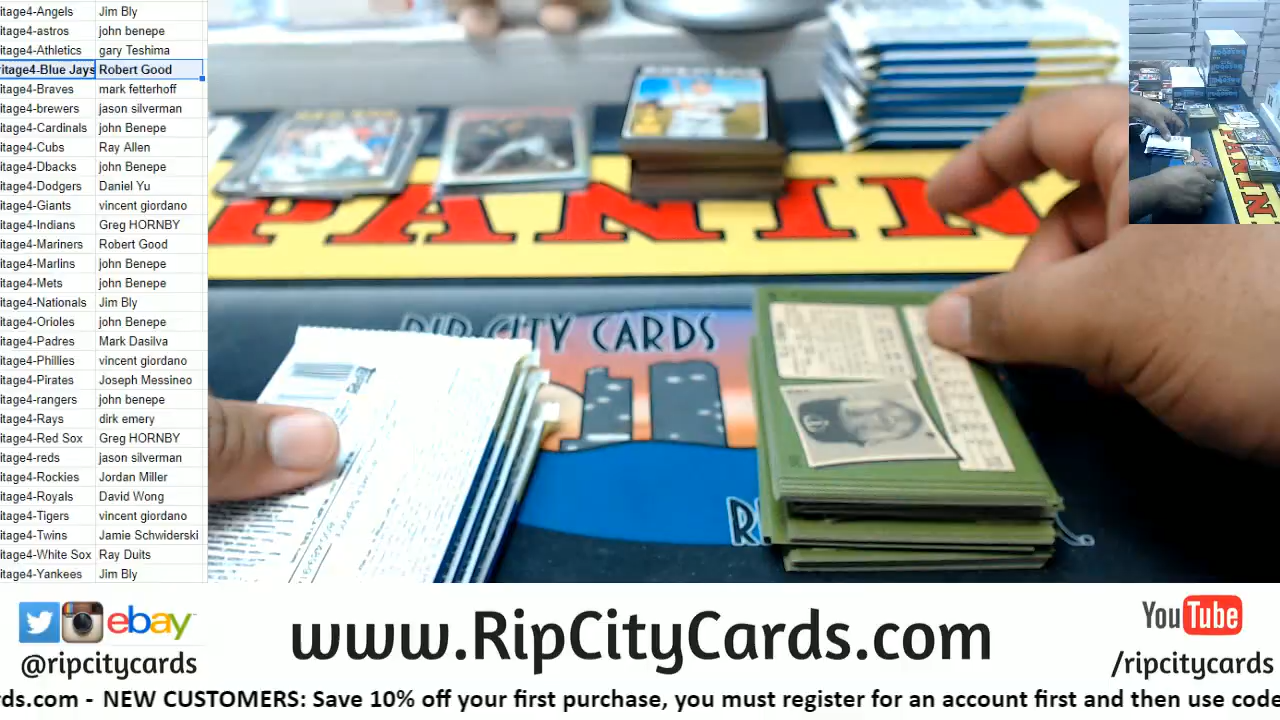 itage4-Angels Jim Bly
itage4-astros john benepe
itage4-Athletics gary Teshima
ritage4-Blue Jays Robert Good
itage4-Braves mark fetterhoff
itage4-brewers jason silverman
itage4-Cardinals john Benepe
itage4-Cubs Ray Allen
itage4-Dbacks john Benepe
itage4-Dodgers Daniel Yu
itage4-Giants vincent giordano
itage4-Indians Greg HORNBY
itage4-Mariners Robert Good
itage4-Marlins john Benepe
itage4-Mets john Benepe
itage4-Nationals Jim Bly
itage4-Orioles john Benepe
itage4-Padres Mark Dasilva
itage4-Phillies vincent giordano
itage4-Pirates Joseph Messineo
itage4-rangers john benepe
itage4-Rays dirk emery
itage4-Red Sox Greg HORNBY
itage4-reds jason silverman
itage4-Rockies Jordan Miller
itage4-Royals David Wong
itage4-Tigers vincent giordano
itage4-Twins Jamie Schwiderski
itage4-White Sox Ray Duits
itage4-Yankees Jim Bly
PANIN
RIP CITY CARDS
R
ebay
@ripcitycards
www.RipCityCards.com
YouTube
/ripcitycards
rds.com - NEW CUSTOMERS: Save 10% off your first purchase, you must register for an account first and then use code